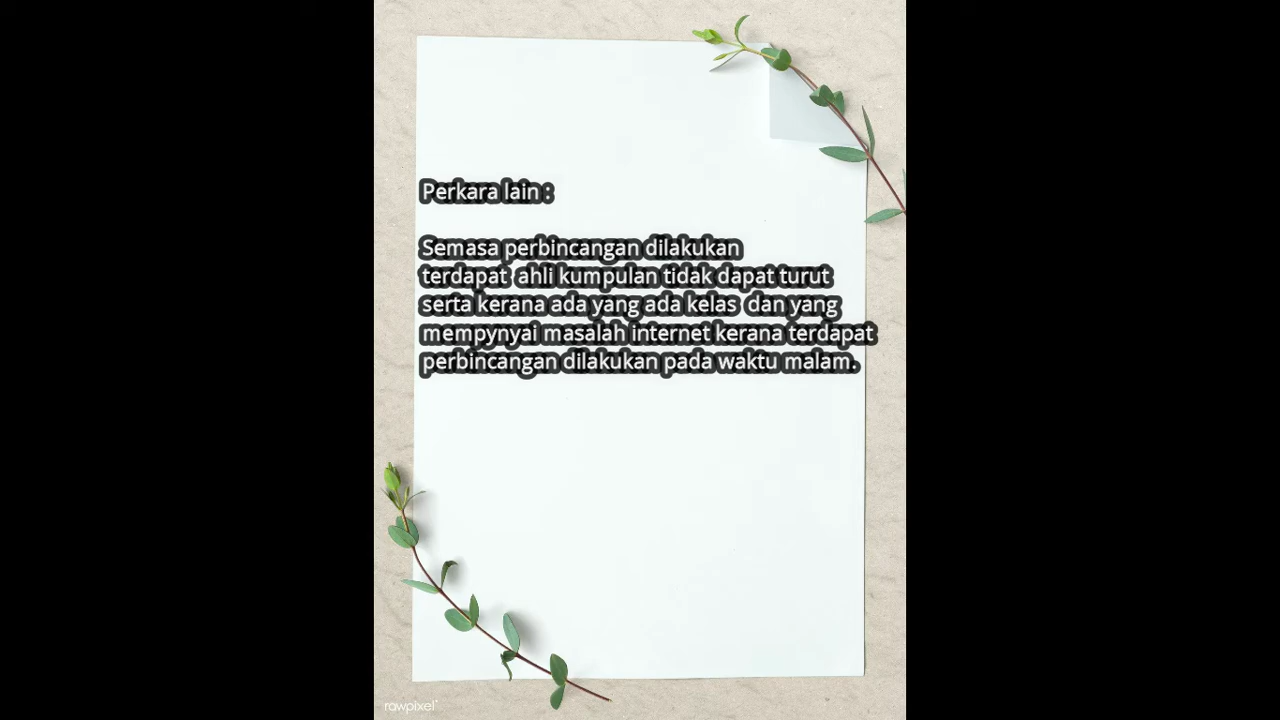 Perkara lain :
Semasa perbincangan dilakukan
terdapat  ahli kumpulan tidak dapat turut
serta kerana ada yang ada kelas  dan yang
mempynyai masalah internet kerana terdapat
perbincangan dilakukan pada waktu malam.
rawpixel